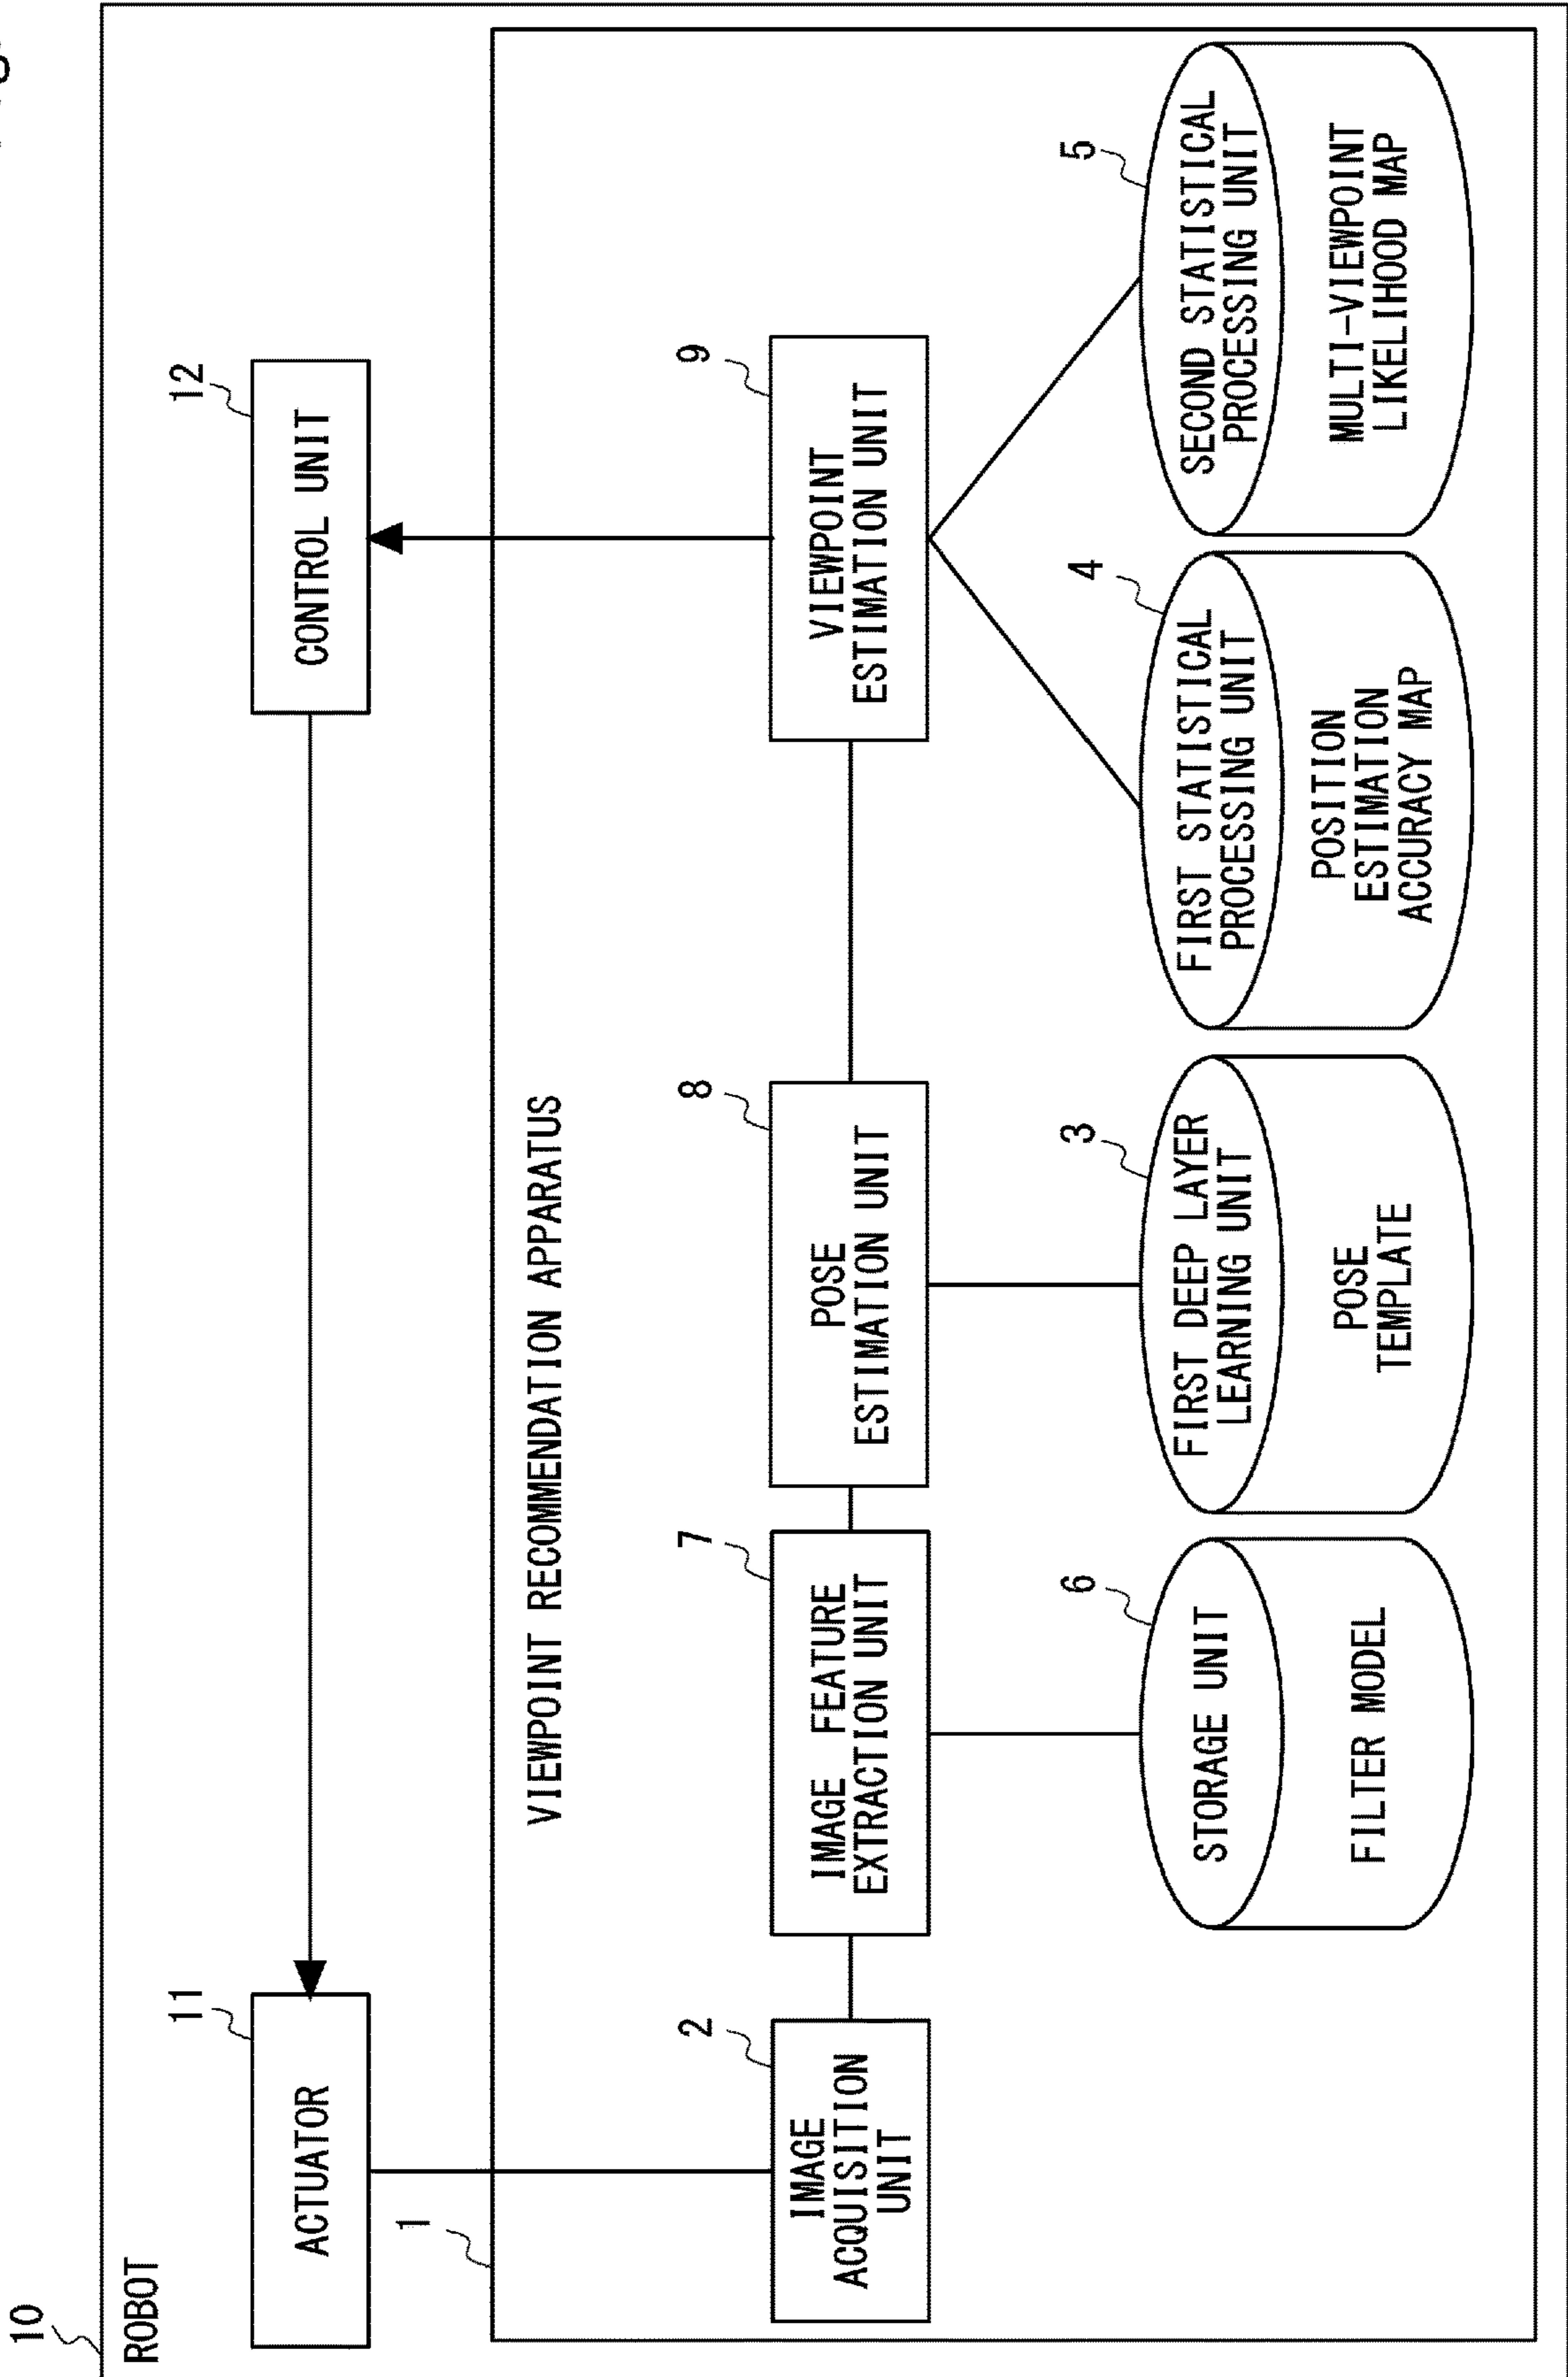 10
ROBOT
11
ACTUATOR
12
CONTROL UNIT
1
VIEWPOINT RECOMMENDATION APPARATUS
2
IMAGE
ACQUISITION
UNIT
7
IMAGE FEATURE
EXTRACTION UNIT
8
POSE
ESTIMATION UNIT
9
VIEWPOINT
ESTIMATION UNIT
6
STORAGE UNIT
FILTER MODEL
3
FIRST DEEP LAYER
LEARNING UNIT
POSE
TEMPLATE
4
FIRST STATISTICAL
PROCESSING UNIT
POSITION
ESTIMATION
ACCURACY MAP
5
SECOND STATISTICAL
PROCESSING UNIT
MULTI-VIEWPOINT
LIKELIHOOD MAP